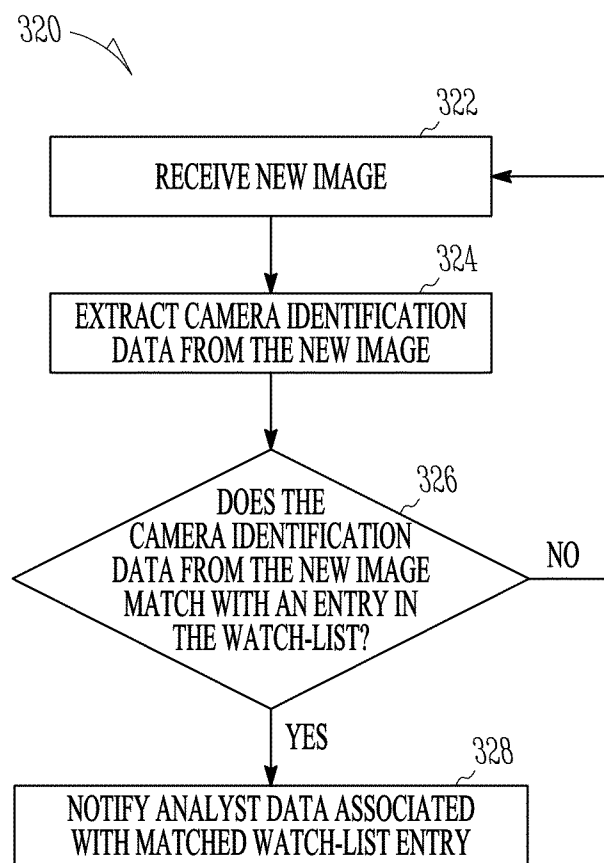 320
322
RECEIVE NEW IMAGE
324
EXTRACT CAMERA IDENTIFICATION
DATA FROM THE NEW IMAGE
326
DOES THE
CAMERA IDENTIFICATION
DATA FROM THE NEW IMAGE
MATCH WITH AN ENTRY IN
THE WATCH-LIST?
NO
YES
328
NOTIFY ANALYST DATA ASSOCIATED
WITH MATCHED WATCH-LIST ENTRY